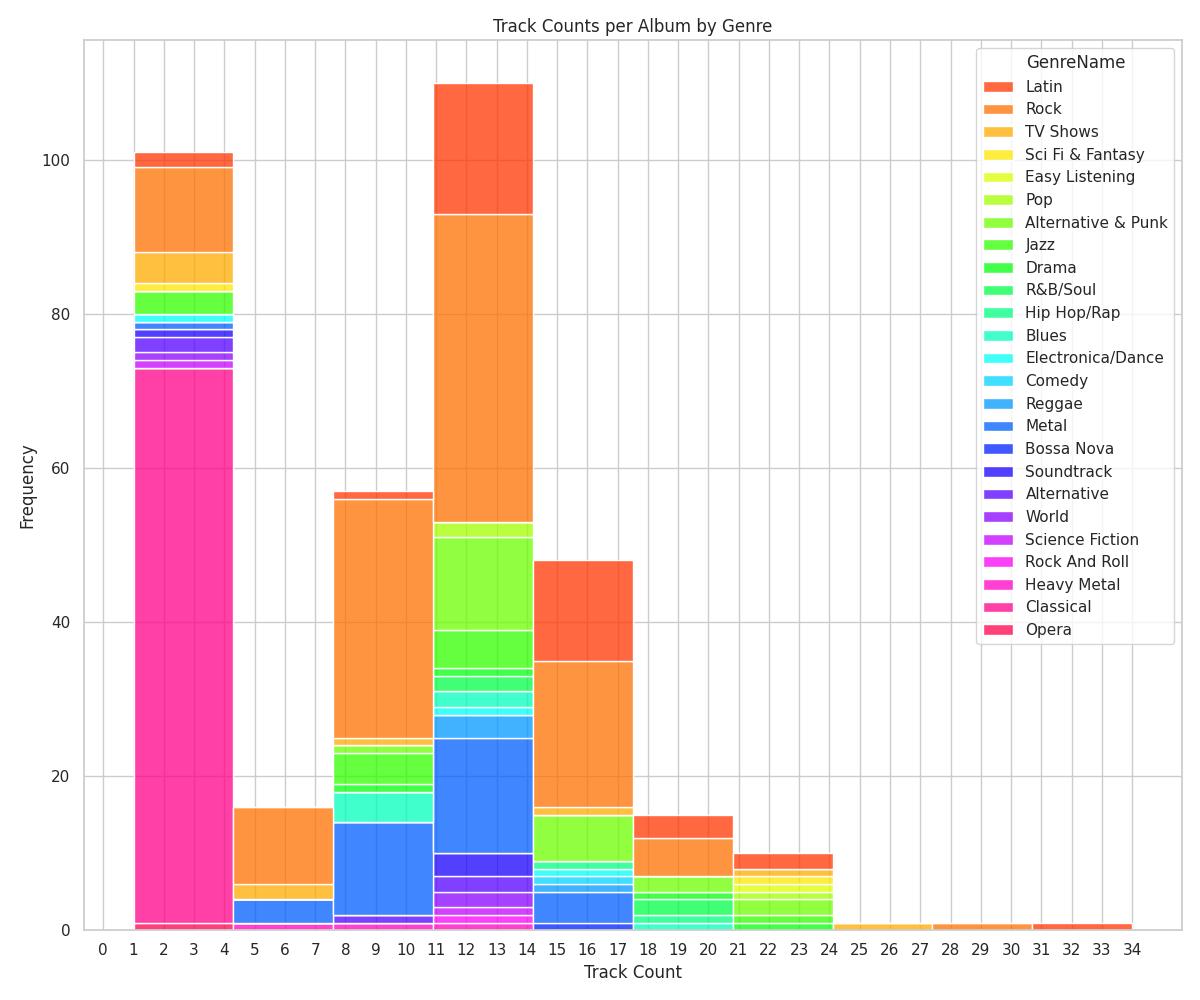 Track Counts per Album by Genre
Frequency
100
80
60
40
20
0
0 1 2 3 4 5 6 7 8 9 10 11 12 13 14 15 16 17 18 19 20 21 22 23 24 25 26 27 28 29 30 31 32 33 34
Track Count
GenreName
Latin
Rock
TV Shows
Sci Fi & Fantasy
Easy Listening
Pop
Alternative & Punk
Jazz
Drama
R&B/Soul
Hip Hop/Rap
Blues
Electronica/Dance
Comedy
Reggae
Metal
Bossa Nova
Soundtrack
Alternative
World
Science Fiction
Rock And Roll
Heavy Metal
Classical
Opera